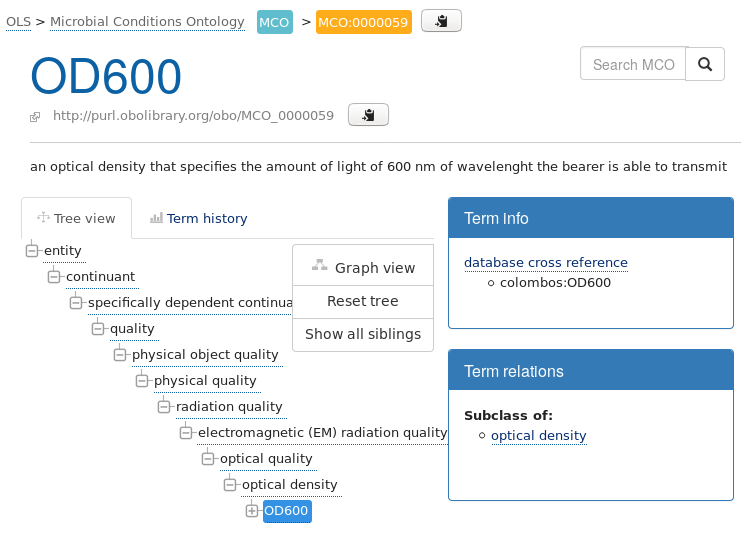 OLS > Microbial Conditions Ontology MCO > MCO:0000059
OD600
Search MCO
http://purl.obolibrary.org/obo/MCO_0000059
an optical density that specifies the amount of light of 600 nm of wavelenght the bearer is able to transmit
Tree view
Term history
entity
continuant
specifically dependent continua
quality
physical object quality
physical quality
radiation quality
electromagnetic (EM) radiation quality
optical quality
optical density
OD600
Graph view
Reset tree
Show all siblings
Term info
database cross reference
colombos:OD600
Term relations
Subclass of:
optical density